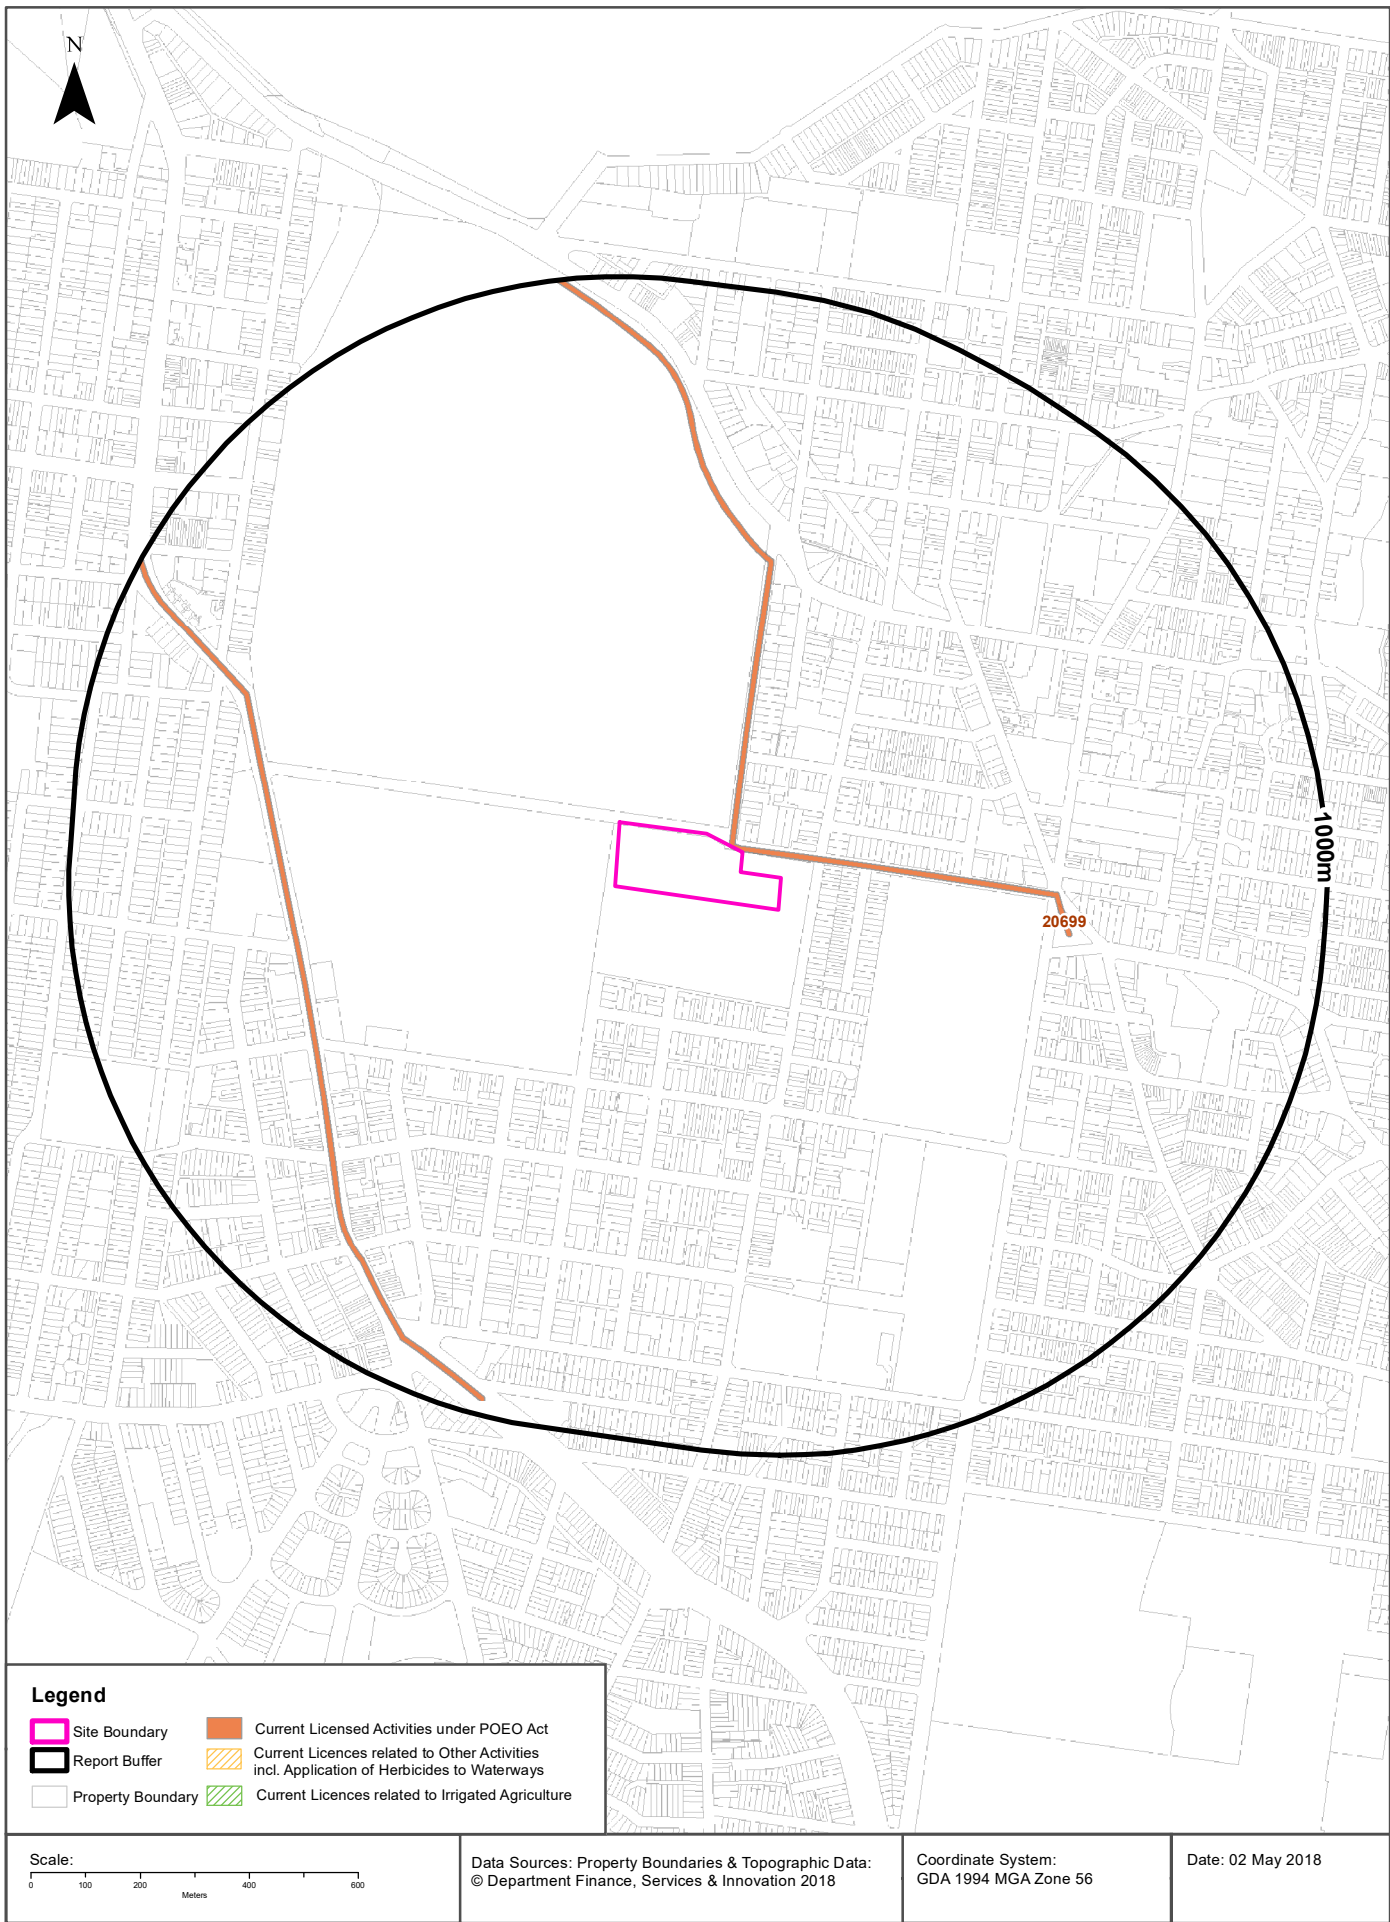 N
1000m
20699
Legend
Site Boundary
Report Buffer
Property Boundary
Current Licensed Activities under POEO Act
Current Licences related to Other Activities
incl. Application of Herbicides to Waterways
Current Licences related to Irrigated Agriculture
Scale:
0 100 200 400 600
Meters
Data Sources: Property Boundaries & Topographic Data:
© Department Finance, Services & Innovation 2018
Coordinate System:
GDA 1994 MGA Zone 56
Date: 02 May 2018